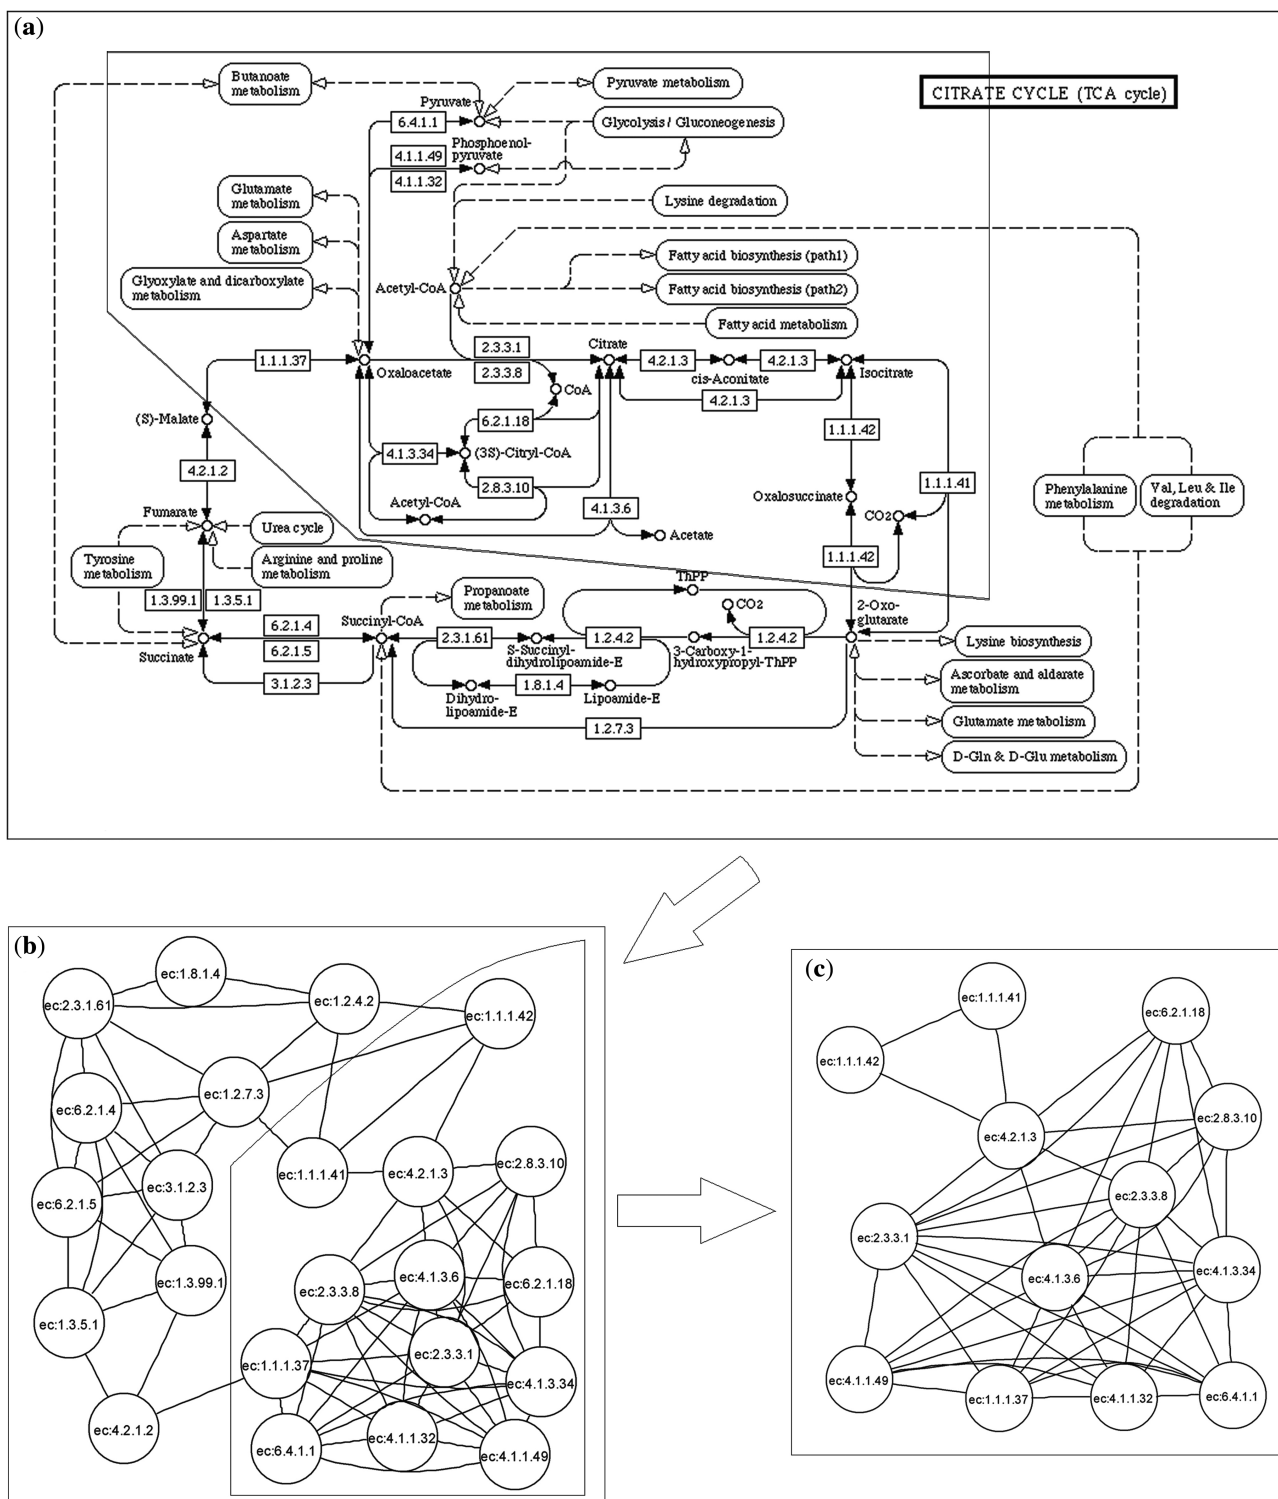 (a)
CITRATE CYCLE (TCA cycle)
Butanoate
metabolism
Pyruvate metabolism
Pyruvate
6.4.1.1
Glycolysis / Gluconeogenesis
Phosphoenol-
pyruvate
4.1.1.49
4.1.1.32
Glutamate
metabolism
Lysine degradation
Aspartate
metabolism
Fatty acid biosynthesis (path1)
Glyoxylate and dicarboxylate
metabolism
Acetyl-CoA
Fatty acid biosynthesis (path2)
Fatty acid metabolism
1.1.1.37
Oxaloacetate
2.3.3.1
2.3.3.8
Citrate
4.2.1.3
cis-Aconitate
4.2.1.3
Isocitrate
4.2.1.3
CoA
(S)-Malate
6.2.1.18
1.1.1.42
4.1.3.34
(3S)-Citryl-CoA
4.2.1.2
2.8.3.10
1.1.1.41
Acetyl-CoA
Oxalosuccinate
4.1.3.6
CO2
Phenylalanine
metabolism
Val, Leu & Ile
degradation
Fumarate
Urea cycle
Acetate
Tyrosine
metabolism
Arginine and proline
metabolism
1.1.1.42
1.3.99.1
1.3.5.1
Propanoate
metabolism
ThPP
CO2
2-Oxo-
glutarate
6.2.1.4
6.2.1.5
Succinyl-CoA
2.3.1.61
1.2.4.2
1.2.4.2
Lysine biosynthesis
Succinate
S-Succinyl-
dihydrolipoamide-E
3-Carboxy-1-
hydroxypropyl-ThPP
3.1.2.3
1.8.1.4
Dihydro-
lipoamide-E
Lipoamide-E
Ascorbate and aldarate
metabolism
1.2.7.3
Glutamate metabolism
D-Gln & D-Glu metabolism
(b)
ec:1.8.1.4
ec:2.3.1.61
ec:1.2.4.2
ec:1.1.1.42
ec:1.2.7.3
ec:6.2.1.4
ec:1.1.1.41
ec:4.2.1.3
ec:2.8.3.10
ec:6.2.1.5
ec:3.1.2.3
ec:1.3.99.1
ec:2.3.3.8
ec:4.1.3.6
ec:6.2.1.18
ec:1.3.5.1
ec:1.1.1.37
ec:2.3.3.1
ec:4.1.3.34
ec:4.2.1.2
ec:6.4.1.1
ec:4.1.1.32
ec:4.1.1.49
(c)
ec:1.1.1.41
ec:6.2.1.18
ec:1.1.1.42
ec:4.2.1.3
ec:2.8.3.10
ec:2.3.3.8
ec:2.3.3.1
ec:4.1.3.6
ec:4.1.3.34
ec:4.1.1.49
ec:1.1.1.37
ec:4.1.1.32
ec:6.4.1.1